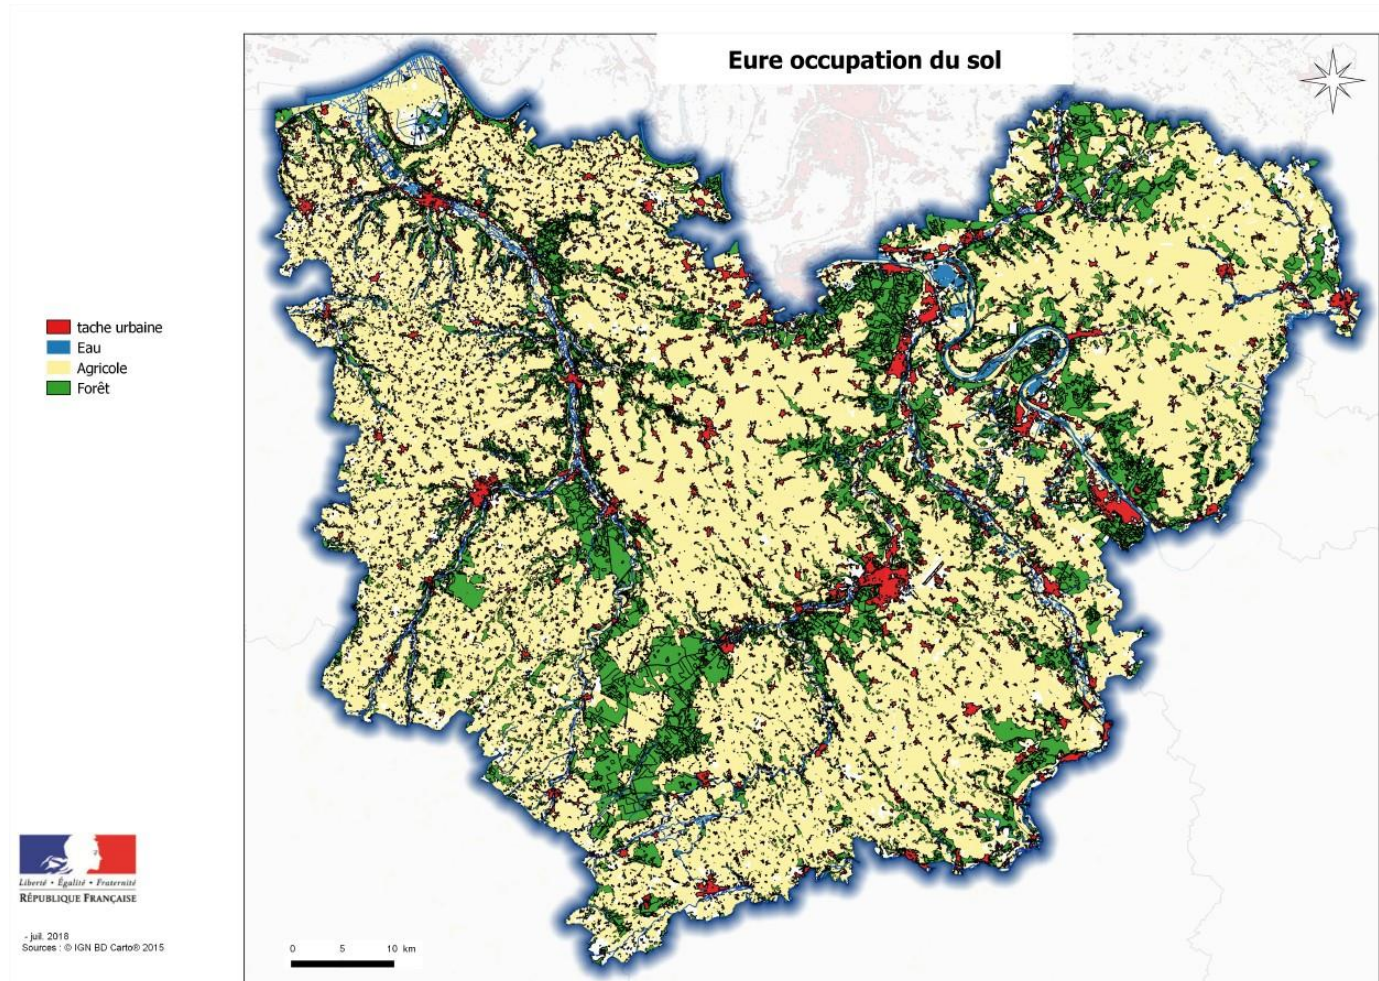 Eure occupation du sol
tache urbaine
Eau
Agricole
Forêt
Liberté • Égalité • Fraternité
RÉPUBLIQUE FRANÇAISE
- juil. 2018
Sources : © IGN BD Carto® 2015
0 5 10 km